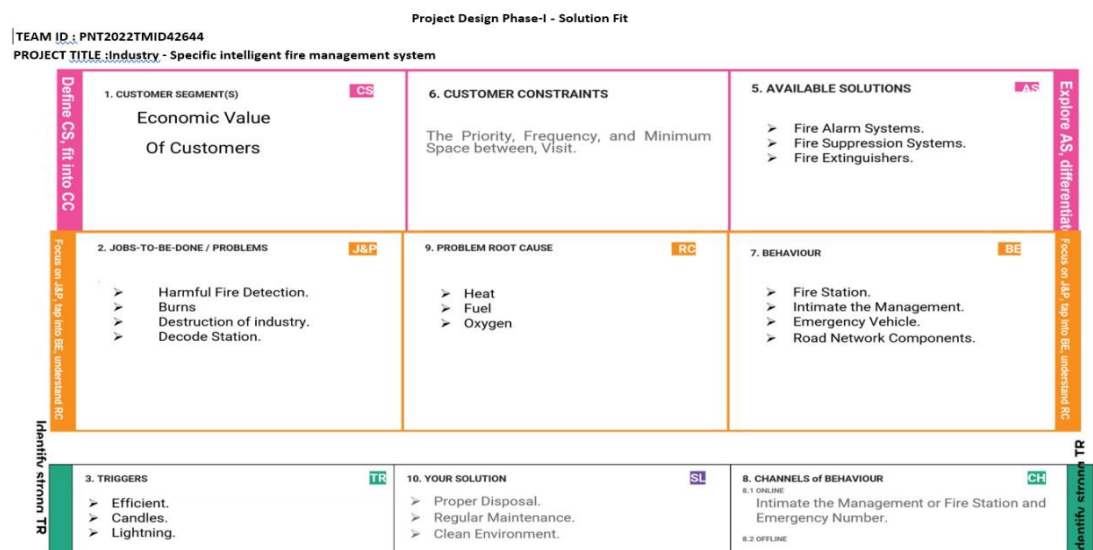 Project Design Phase-I - Solution Fit
TEAM ID : PNT2022TMID42644
PROJECT TITLE :Industry - Specific intelligent fire management system
Define CS, fit into CC
1. CUSTOMER SEGMENT(S)
CS
Economic Value
Of Customers
6. CUSTOMER CONSTRAINTS
The Priority, Frequency, and Minimum
Space between, Visit.
5. AVAILABLE SOLUTIONS
AS
➢ Fire Alarm Systems.
➢ Fire Suppression Systems.
➢ Fire Extinguishers.
Explore AS, differentiat
Focus on J&P, tap into BE, understand RC
2. JOBS-TO-BE-DONE / PROBLEMS
J&P
➢ Harmful Fire Detection.
➢ Burns
➢ Destruction of industry.
➢ Decode Station.
9. PROBLEM ROOT CAUSE
RC
➢ Heat
➢ Fuel
➢ Oxygen
7. BEHAVIOUR
BE
➢ Fire Station.
➢ Intimate the Management.
➢ Emergency Vehicle.
➢ Road Network Components.
Focus on J&P, tap into BE, understand RC
Identify strong TR
3. TRIGGERS
TR
➢ Efficient.
➢ Candles.
➢ Lightning.
10. YOUR SOLUTION
SL
➢ Proper Disposal.
➢ Regular Maintenance.
➢ Clean Environment.
8. CHANNELS of BEHAVIOUR
CH
8.1 ONLINE
Intimate the Management or Fire Station and
Emergency Number.
8.2 OFFLINE
Identify strong TR